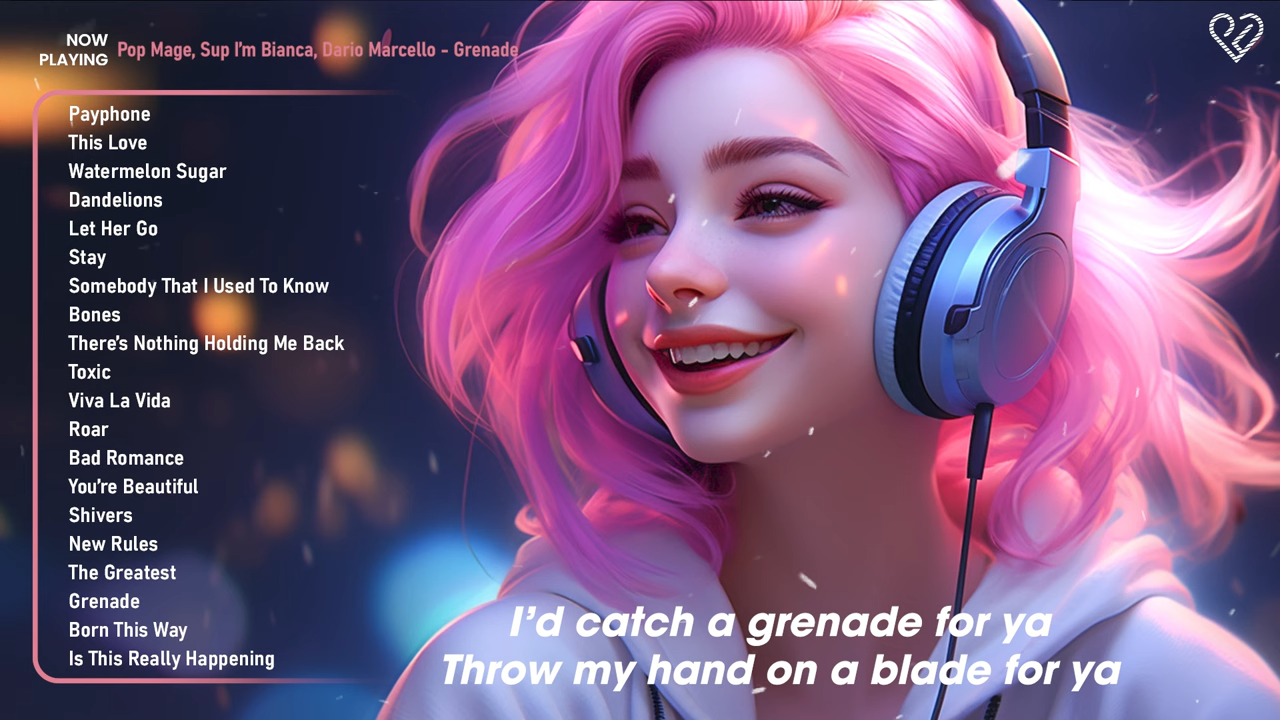 NOW
PLAYING
Pop Mage, Sup I'm Bianca, Dario Marcello - Grenade
Payphone
This Love
Watermelon Sugar
Dandelions
Let Her Go
Stay
Somebody That I Used To Know
Bones
There's Nothing Holding Me Back
Toxic
Viva La Vida
Roar
Bad Romance
You're Beautiful
Shivers
New Rules
The Greatest
Grenade
Born This Way
Is This Really Happening
I'd catch a grenade for ya
Throw my hand on a blade for ya